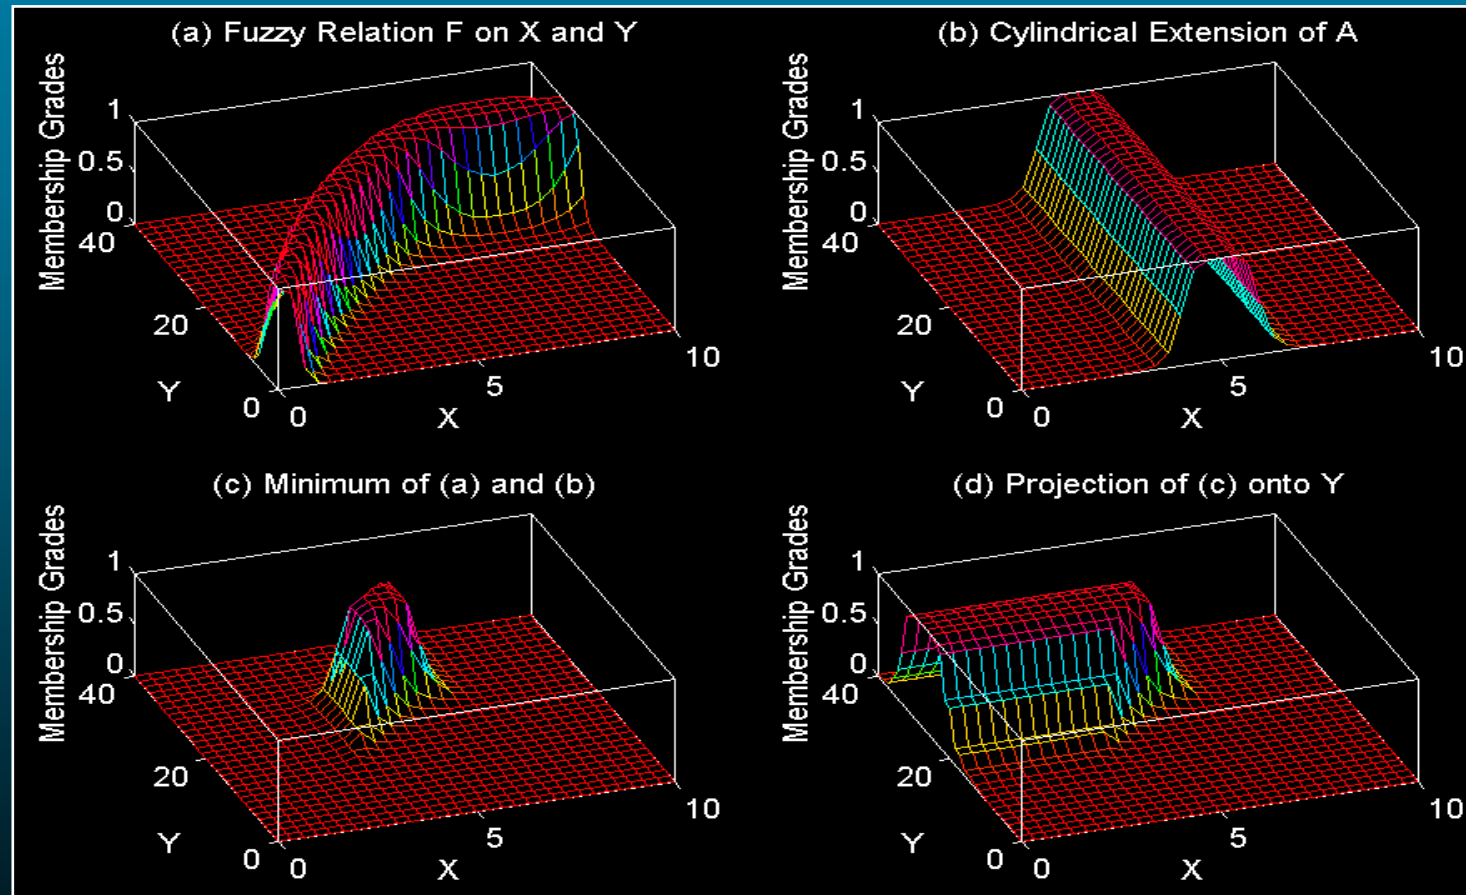 (a) Fuzzy Relation F on X and Y
Membership Grades
1
0.5
0
40
20
0
Y
0
5
10
X
(b) Cylindrical Extension of A
Membership Grades
1
0.5
0
40
20
0
Y
0
5
10
X
(c) Minimum of (a) and (b)
Membership Grades
1
0.5
0
40
20
0
Y
0
5
10
X
(d) Projection of (c) onto Y
Membership Grades
1
0.5
0
40
20
0
Y
0
5
10
X